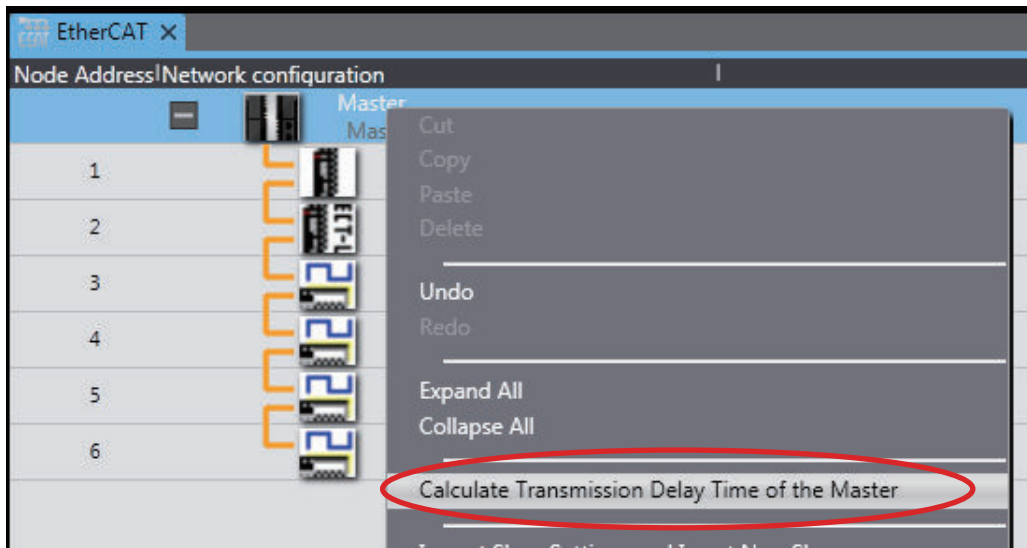 EtherCAT
Node Address Network configuration
Master
Mas
Cut
Copy
1
Paste
Delete
2
ECT-L
3
Undo
Redo
4
Expand All
5
Collapse All
6
Calculate Transmission Delay Time of the Master